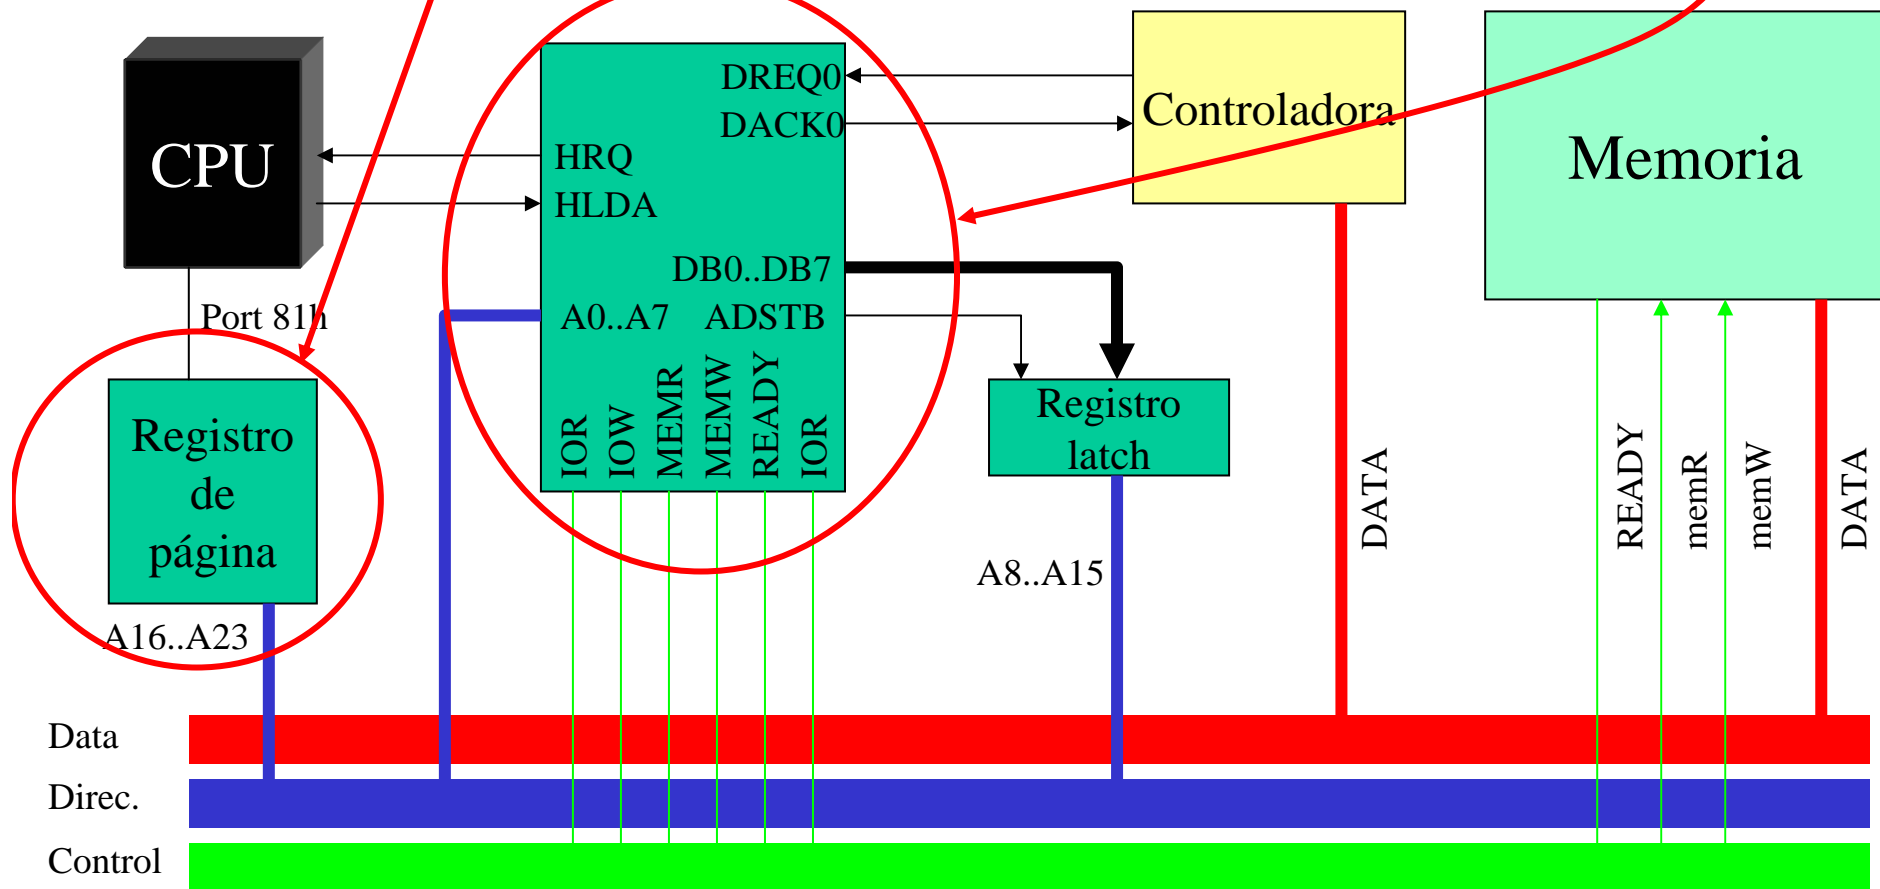 CPU
Port 81h
Registro
de
página
A16..A23
DREQ0
DACK0
HRQ
HLDA
DB0..DB7
A0..A7
ADSTB
IOR
IOW
MEMR
MEMW
READY
IOR
Controladora
Registro
latch
A8..A15
DATA
Memoria
READY
memR
memW
DATA
Data
Direc.
Control